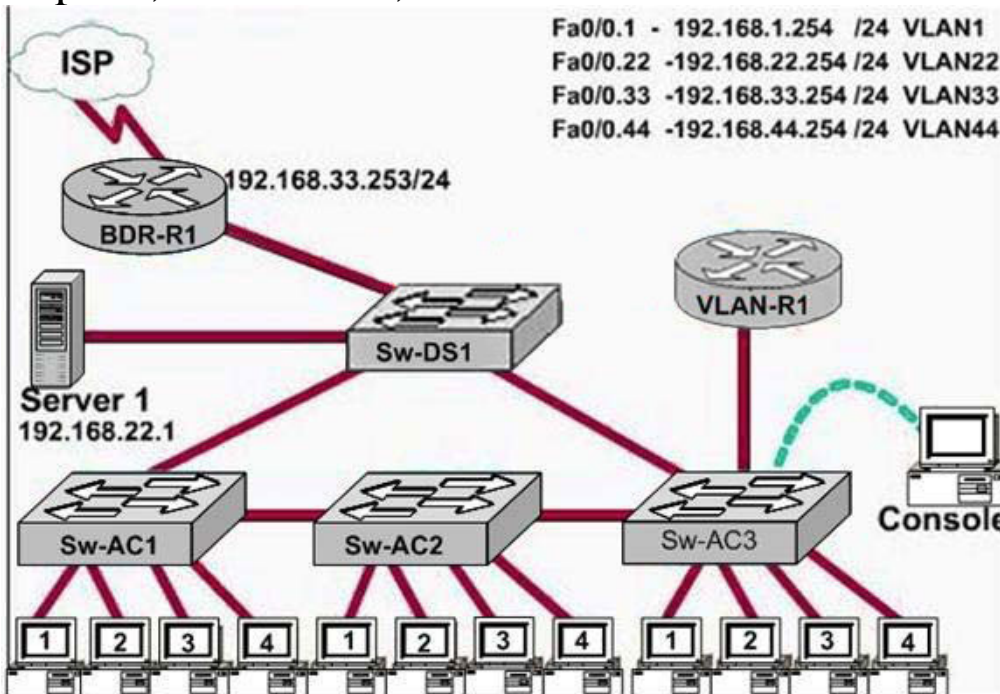 ISP
Fa0/0.1 - 192.168.1.254 /24 VLAN1
Fa0/0.22 -192.168.22.254 /24 VLAN22
Fa0/0.33 -192.168.33.254 /24 VLAN33
Fa0/0.44 -192.168.44.254 /24 VLAN44
192.168.33.253/24
BDR-R1
VLAN-R1
Sw-DS1
Server 1
192.168.22.1
Console
Sw-AC1
Sw-AC2
Sw-AC3
1 2 3 4 1 2 3 4 1 2 3 4